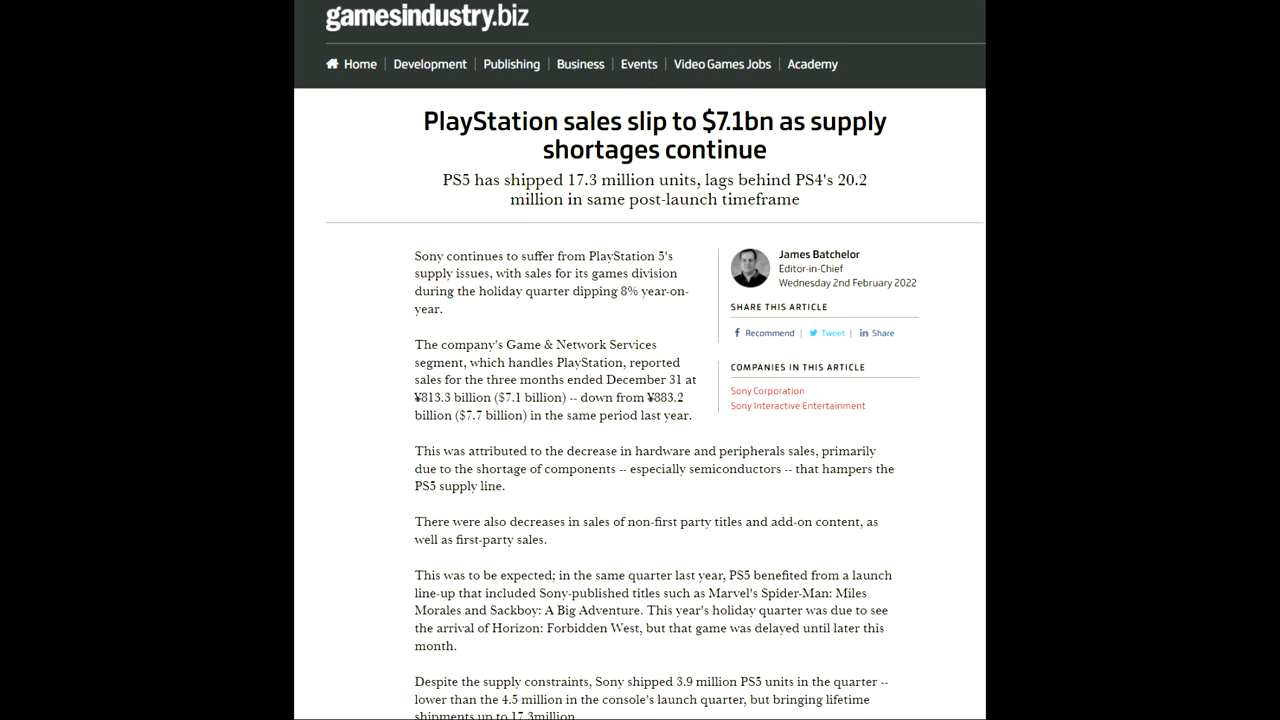 gamesindustry.biz
Home
Development
Publishing
Business
Events
Video Games Jobs
Academy
PlayStation sales slip to $7.1bn as supply
shortages continue
PS5 has shipped 17.3 million units, lags behind PS4's 20.2
million in same post-launch timeframe
Sony continues to suffer from PlayStation 5's
supply issues, with sales for its games division
during the holiday quarter dipping 8% year-on-
year.
The company's Game & Network Services
segment, which handles PlayStation, reported
sales for the three months ended December 31 at
¥813.3 billion ($7.1 billion) -- down from ¥883.2
billion ($7.7 billion) in the same period last year.
James Batchelor
Editor-in-Chief
Wednesday 2nd February 2022
SHARE THIS ARTICLE
Recommend
Tweet
Share
COMPANIES IN THIS ARTICLE
Sony Corporation
Sony Interactive Entertainment
This was attributed to the decrease in hardware and peripherals sales, primarily
due to the shortage of components -- especially semiconductors -- that hampers the
PS5 supply line.
There were also decreases in sales of non-first party titles and add-on content, as
well as first-party sales.
This was to be expected; in the same quarter last year, PS5 benefited from a launch
line-up that included Sony-published titles such as Marvel's Spider-Man: Miles
Morales and Sackboy: A Big Adventure. This year's holiday quarter was due to see
the arrival of Horizon: Forbidden West, but that game was delayed until later this
month.
Despite the supply constraints, Sony shipped 3.9 million PS5 units in the quarter --
lower than the 4.5 million in the console's launch quarter, but bringing lifetime
shipments up to 17.3million